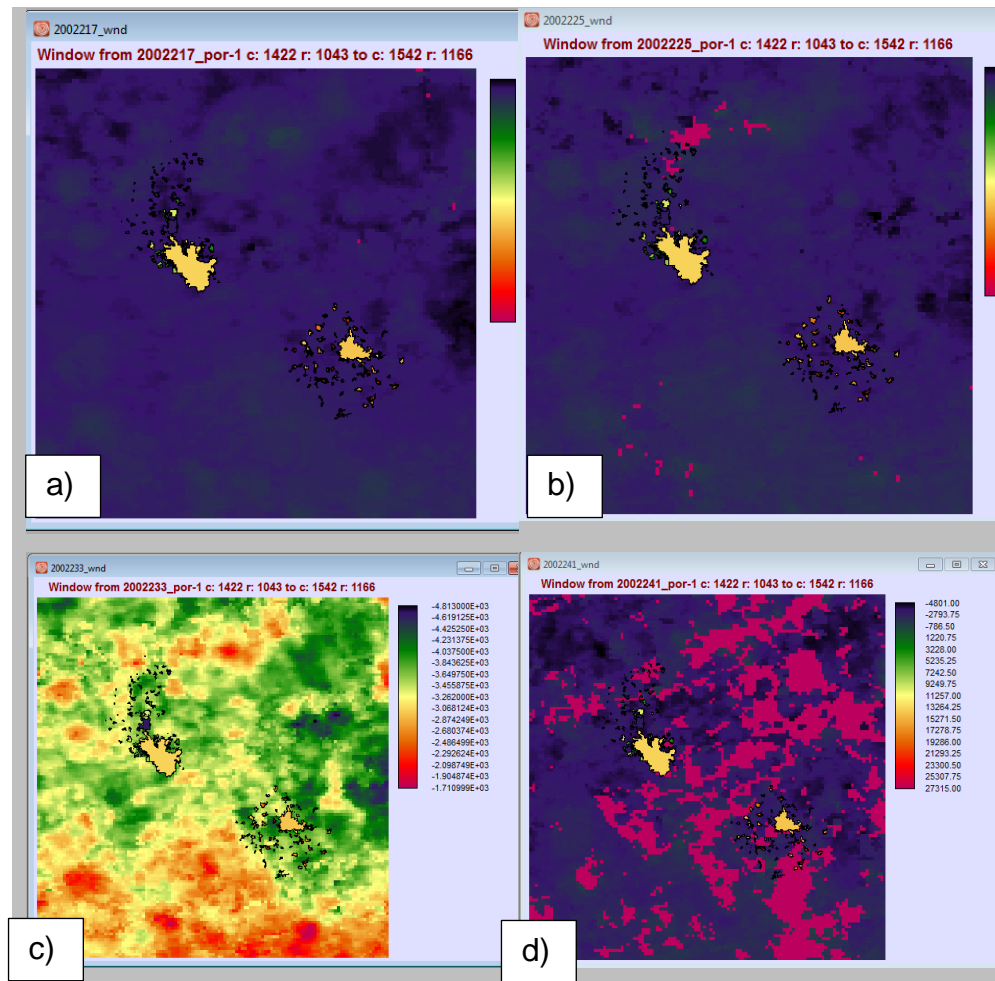 2002217_wnd
Window from 2002217_por-1 c: 1422 r: 1043 to c: 1542 r: 1166
a)
2002225_wnd
Window from 2002225_por-1 c: 1422 r: 1043 to c: 1542 r: 1166
b)
2002233_wnd
Window from 2002233_por-1 c: 1422 r: 1043 to c: 1542 r: 1166
-4.813000E+03
-4.619125E+03
-4.425250E+03
-4.231375E+03
-4.037500E+03
-3.843625E+03
-3.649750E+03
-3.455875E+03
-3.262000E+03
-3.068124E+03
-2.874249E+03
-2.680374E+03
-2.486499E+03
-2.292624E+03
-2.098749E+03
-1.904874E+03
-1.710999E+03
c)
2002241_wnd
Window from 2002241_por-1 c: 1422 r: 1043 to c: 1542 r: 1166
-4801.00
-2793.75
-786.50
1220.75
3228.00
5235.25
7242.50
9249.75
11257.00
13264.25
15271.50
17278.75
19286.00
21293.25
23300.50
25307.75
27315.00
d)